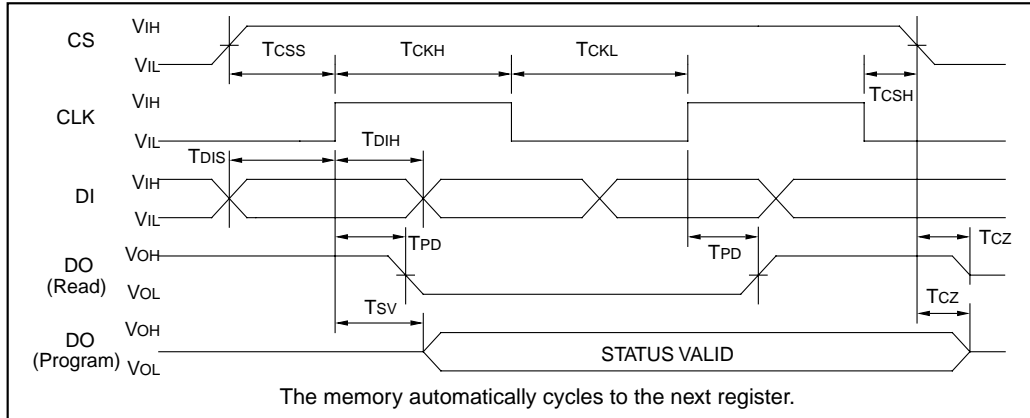 CS
VIH
VIL
TCSS
TCKH
TCKL
TCSH
CLK
VIH
VIL
TDIS
TDIH
DI
VIH
VIL
TPD
TPD
TCZ
DO
(Read)
VOH
VOL
TSV
TCZ
DO
(Program)
VOH
VOL
STATUS VALID
The memory automatically cycles to the next register.